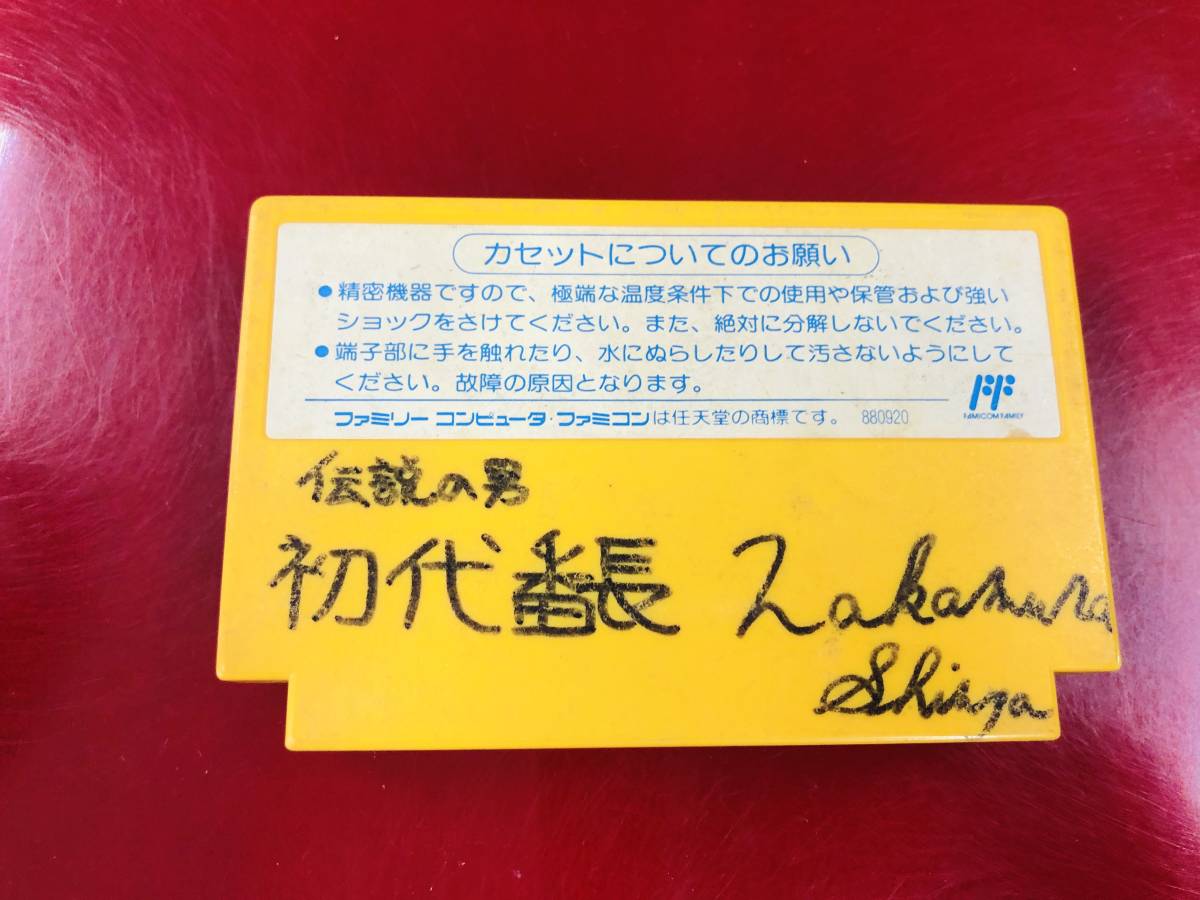 カセットについてのお願い
●精密機器ですので、極端な温度条件下での使用や保管および強い
ショックをさけてください。また、絶対に分解しないでください。
●端子部に手を触れたり、水にぬらしたりして汚さないようにして
ください。故障の原因となります。
FAMICOM FAMILY
ファミリー コンピュータ・ファミコンは任天堂の商標です。 880920
伝説の男
初代番長